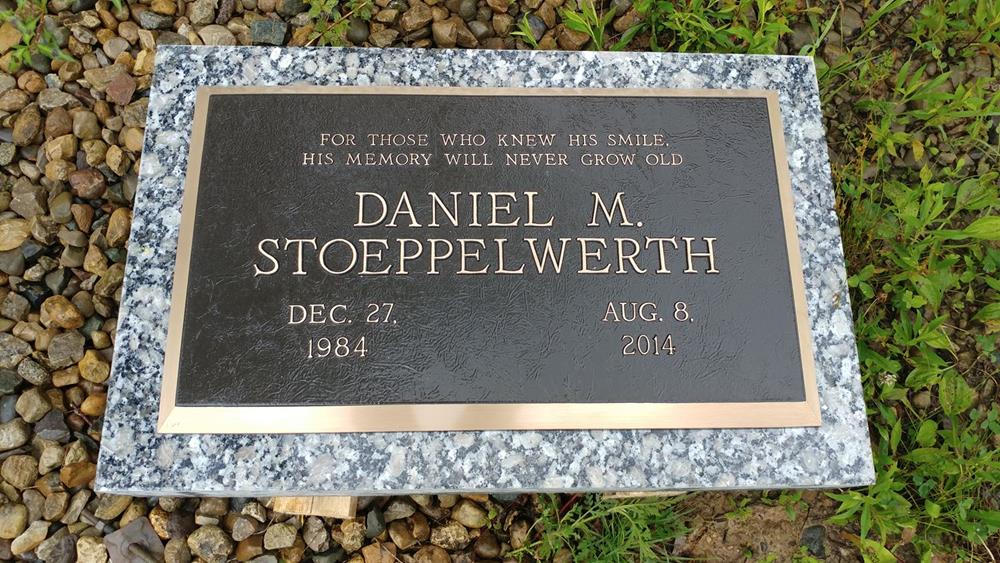 FOR THOSE WHO KNEW HIS SMILE,
HIS MEMORY WILL NEVER GROW OLD
DANIEL M.
STOEPPELWERTH
DEC. 27, AUG. 8,
1984 2014